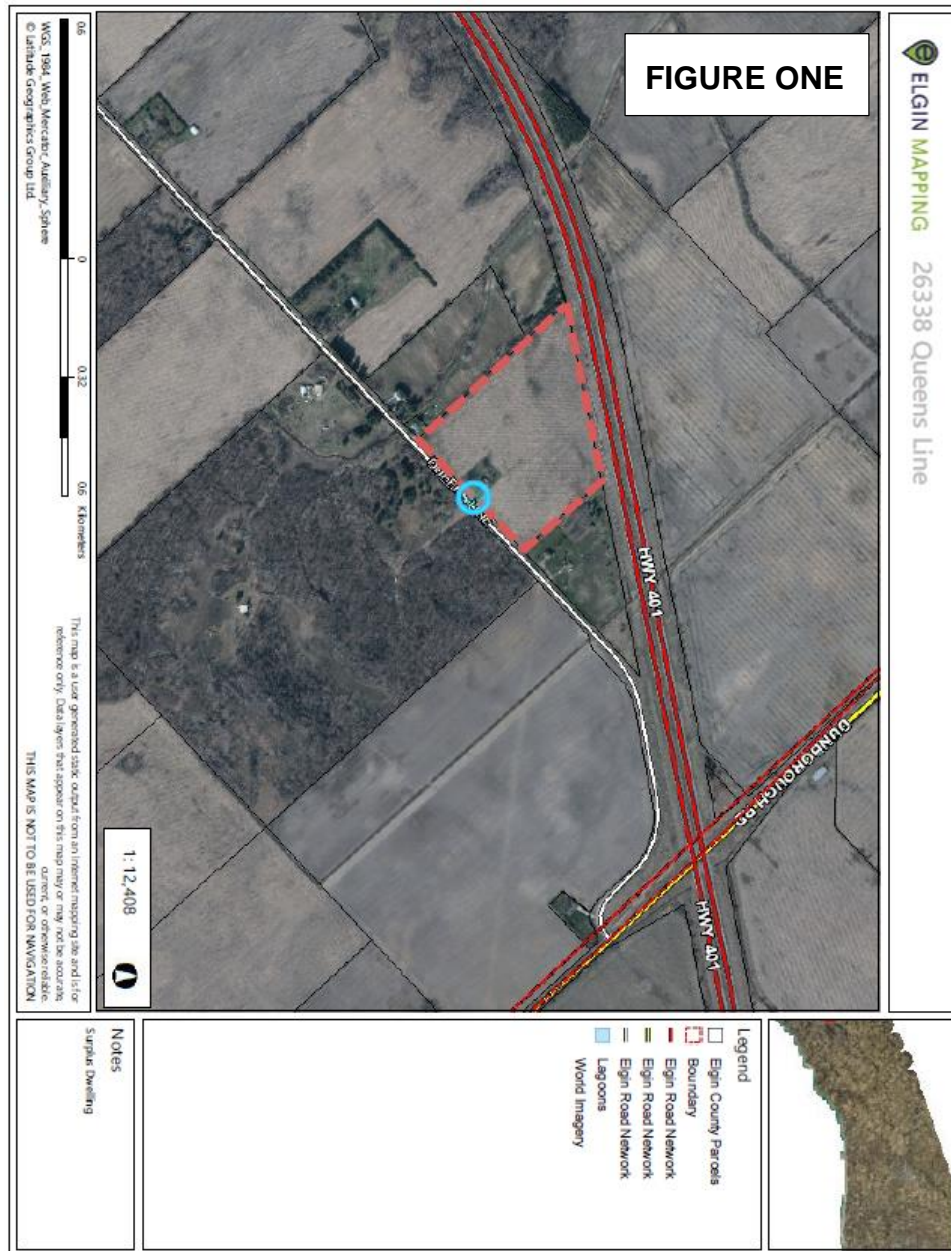 FIGURE ONE
ELGIN MAPPING
26338 Queens Line
HWY 401
HWY 401
DUNBOROUGH RD
1: 12,408
Legend
Elgin County Parcels
Boundary
Elgin Road Network
Elgin Road Network
Elgin Road Network
Lagoons
World Imagery
Notes
Surplus Dwelling
0.6
0
0.32
0.6 Kilometers
WGS_1984_Web_Mercator_Auxiliary_Sphere
© Latitude Geographics Group Ltd.
This map is a user generated static output from an Internet mapping site and is for
reference only. Data layers that appear on this map may or may not be accurate,
current, or otherwise reliable.
THIS MAP IS NOT TO BE USED FOR NAVIGATION